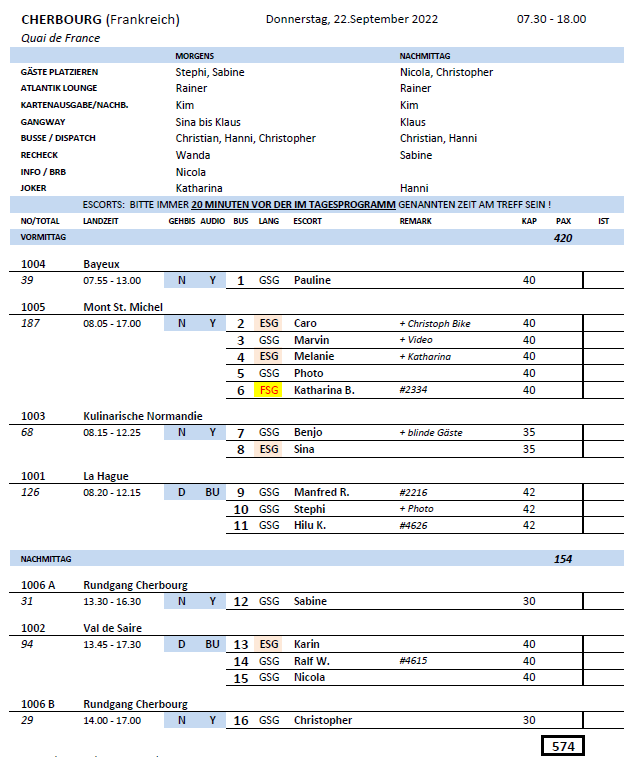 CHERBOURG (Frankreich) Donnerstag, 22.September 2022 07.30 - 18.00
Quai de France
MORGENS NACHMITTAG
GÄSTE PLATZIEREN Stephi, Sabine Nicola, Christopher
ATLANTIK LOUNGE Rainer Rainer
KARTENAUSGABE/NACHB. Kim Kim
GANGWAY Sina bis Klaus Klaus
BUSSE / DISPATCH Christian, Hanni, Christopher Christian, Hanni
RECHECK Wanda Sabine
INFO / BRB Nicola
JOKER Katharina Hanni
ESCORTS: BITTE IMMER 20 MINUTEN VOR DER IM TAGESPROGRAMM GENANNTEN ZEIT AM TREFF SEIN !
NO/TOTAL LANDZEIT GEHBIS AUDIO BUS LANG ESCORT REMARK KAP PAX IST
VORMITTAG 420
1004 Bayeux
39 07.55 - 13.00 N Y 1 GSG Pauline 40
1005 Mont St. Michel
187 08.05 - 17.00 N Y 2 ESG Caro + Christoph Bike 40
3 GSG Marvin + Video 40
4 ESG Melanie + Katharina 40
5 GSG Photo 40
6 FSG Katharina B. #2334 40
1003 Kulinarische Normandie
68 08.15 - 12.25 N Y 7 GSG Benjo + blinde Gäste 35
8 ESG Sina 35
1001 La Hague
126 08.20 - 12.15 D BU 9 GSG Manfred R. #2216 42
10 GSG Stephi + Photo 42
11 GSG Hilu K. #4626 42
NACHMITTAG 154
1006 A Rundgang Cherbourg
31 13.30 - 16.30 N Y 12 GSG Sabine 30
1002 Val de Saire
94 13.45 - 17.30 D BU 13 ESG Karin 40
14 GSG Ralf W. #4615 40
15 GSG Nicola 40
1006 B Rundgang Cherbourg
29 14.00 - 17.00 N Y 16 GSG Christopher 30
574